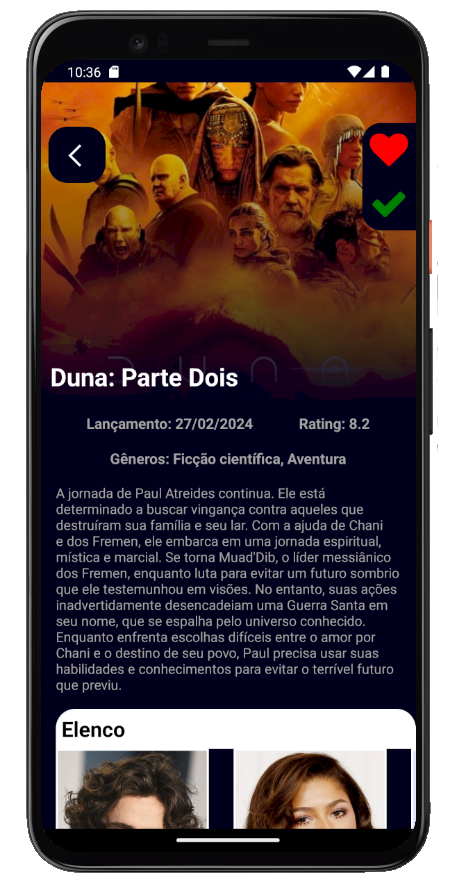 10:36
DUNA
Duna: Parte Dois
Lançamento: 27/02/2024 Rating: 8.2
Gêneros: Ficção científica, Aventura
A jornada de Paul Atreides continua. Ele está
determinado a buscar vingança contra aqueles que
destruíram sua família e seu lar. Com a ajuda de Chani
e dos Fremen, ele embarca em uma jornada espiritual,
mística e marcial. Se torna Muad'Dib, o líder messiânico
dos Fremen, enquanto luta para evitar um futuro sombrio
que ele testemunhou em visões. No entanto, suas ações
inadvertidamente desencadeiam uma Guerra Santa em
seu nome, que se espalha pelo universo conhecido.
Enquanto enfrenta escolhas difíceis entre o amor por
Chani e o destino de seu povo, Paul precisa usar suas
habilidades e conhecimentos para evitar o terrível futuro
que previu.
Elenco